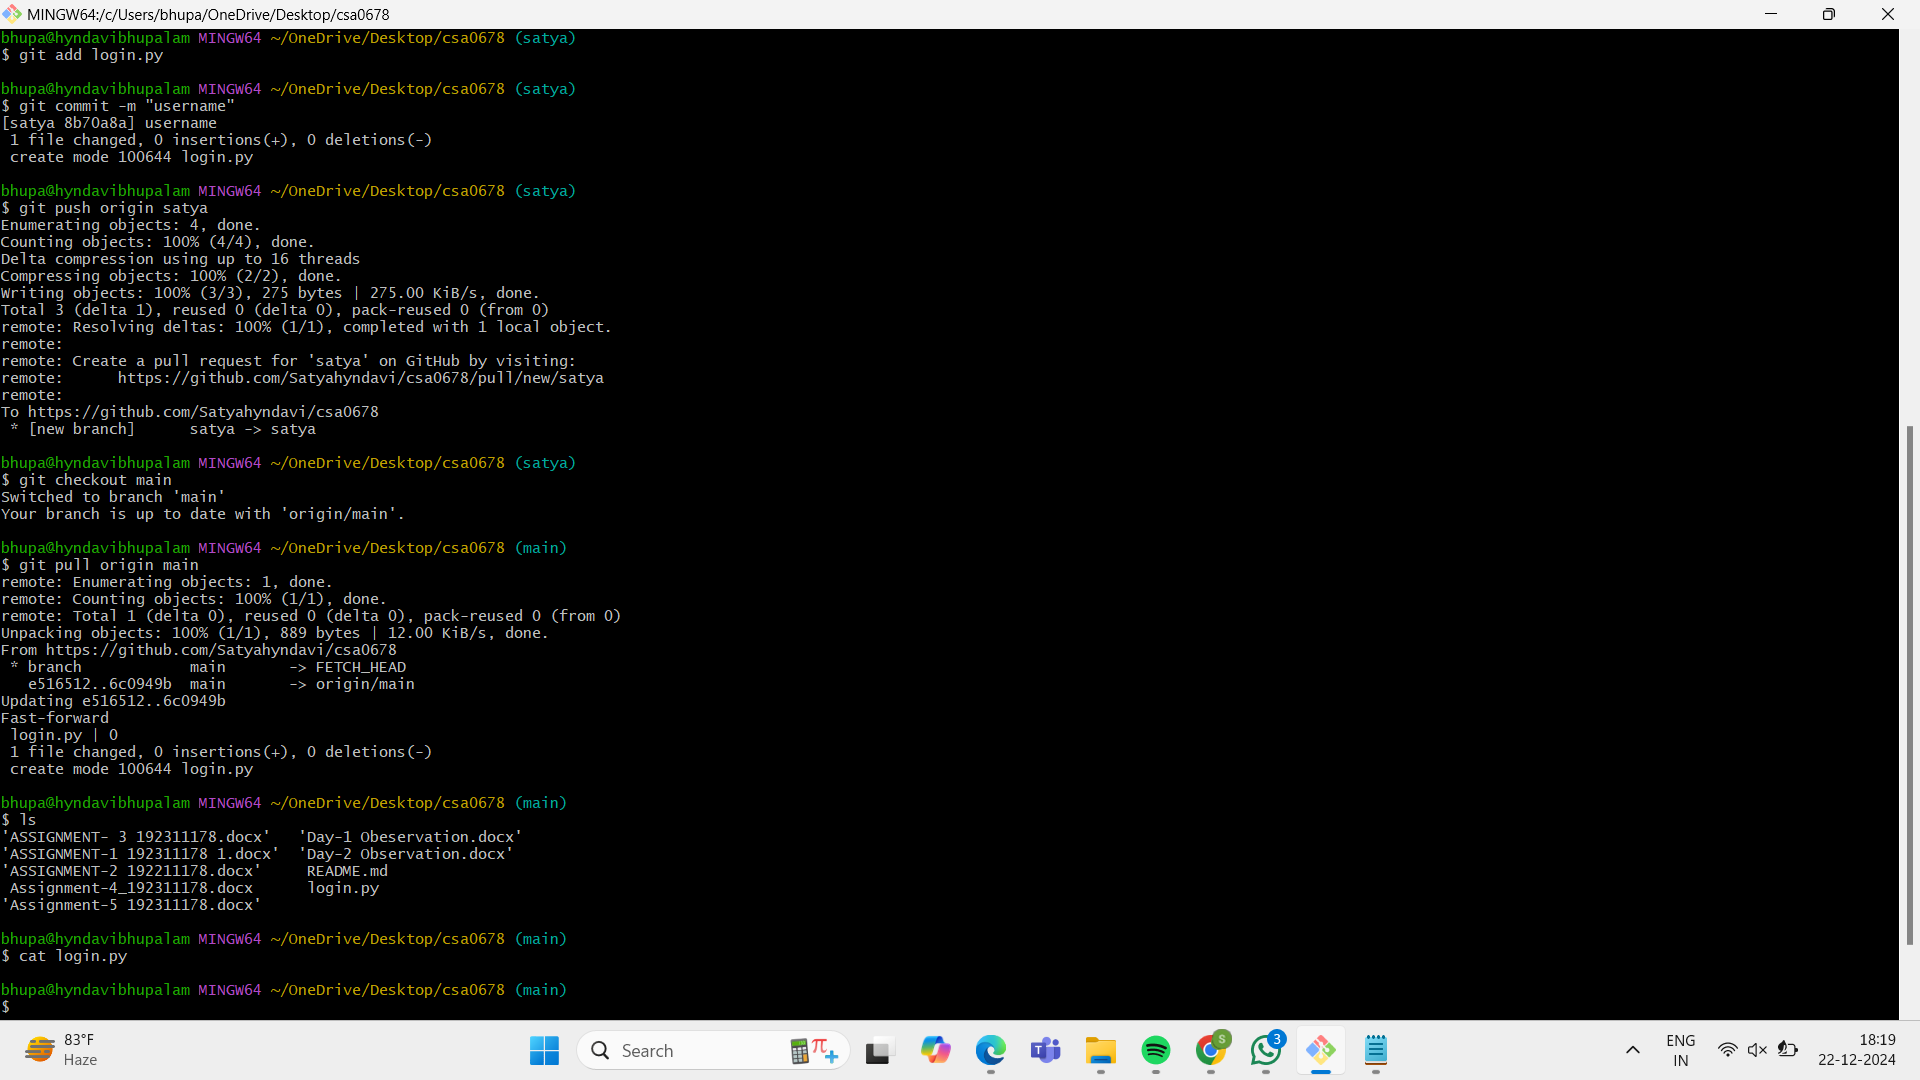 MINGW64:/c/Users/bhupa/OneDrive/Desktop/csa0678
bhupa@hyndavibhupalam MINGW64 ~/OneDrive/Desktop/csa0678 (satya)
$ git add login.py
bhupa@hyndavibhupalam MINGW64 ~/OneDrive/Desktop/csa0678 (satya)
$ git commit -m "username"
[satya 8b70a8a] username
 1 file changed, 0 insertions(+), 0 deletions(-)
 create mode 100644 login.py
bhupa@hyndavibhupalam MINGW64 ~/OneDrive/Desktop/csa0678 (satya)
$ git push origin satya
Enumerating objects: 4, done.
Counting objects: 100% (4/4), done.
Delta compression using up to 16 threads
Compressing objects: 100% (2/2), done.
Writing objects: 100% (3/3), 275 bytes | 275.00 KiB/s, done.
Total 3 (delta 1), reused 0 (delta 0), pack-reused 0 (from 0)
remote: Resolving deltas: 100% (1/1), completed with 1 local object.
remote:
remote: Create a pull request for 'satya' on GitHub by visiting:
remote:      https://github.com/Satyahyndavi/csa0678/pull/new/satya
remote:
To https://github.com/Satyahyndavi/csa0678
 * [new branch]      satya -> satya
bhupa@hyndavibhupalam MINGW64 ~/OneDrive/Desktop/csa0678 (satya)
$ git checkout main
Switched to branch 'main'
Your branch is up to date with 'origin/main'.
bhupa@hyndavibhupalam MINGW64 ~/OneDrive/Desktop/csa0678 (main)
$ git pull origin main
remote: Enumerating objects: 1, done.
remote: Counting objects: 100% (1/1), done.
remote: Total 1 (delta 0), reused 0 (delta 0), pack-reused 0 (from 0)
Unpacking objects: 100% (1/1), 889 bytes | 12.00 KiB/s, done.
From https://github.com/Satyahyndavi/csa0678
 * branch            main       -> FETCH_HEAD
   e516512..6c0949b  main       -> origin/main
Updating e516512..6c0949b
Fast-forward
 login.py | 0
 1 file changed, 0 insertions(+), 0 deletions(-)
 create mode 100644 login.py
bhupa@hyndavibhupalam MINGW64 ~/OneDrive/Desktop/csa0678 (main)
$ ls
'ASSIGNMENT- 3 192311178.docx'   'Day-1 Obeservation.docx'
'ASSIGNMENT-1 192311178 1.docx'  'Day-2 Observation.docx'
'ASSIGNMENT-2 192211178.docx'     README.md
 Assignment-4_192311178.docx      login.py
'Assignment-5 192311178.docx'
bhupa@hyndavibhupalam MINGW64 ~/OneDrive/Desktop/csa0678 (main)
$ cat login.py
bhupa@hyndavibhupalam MINGW64 ~/OneDrive/Desktop/csa0678 (main)
$
83°F
Haze
Search
S
3
ENG
IN
18:19
22-12-2024